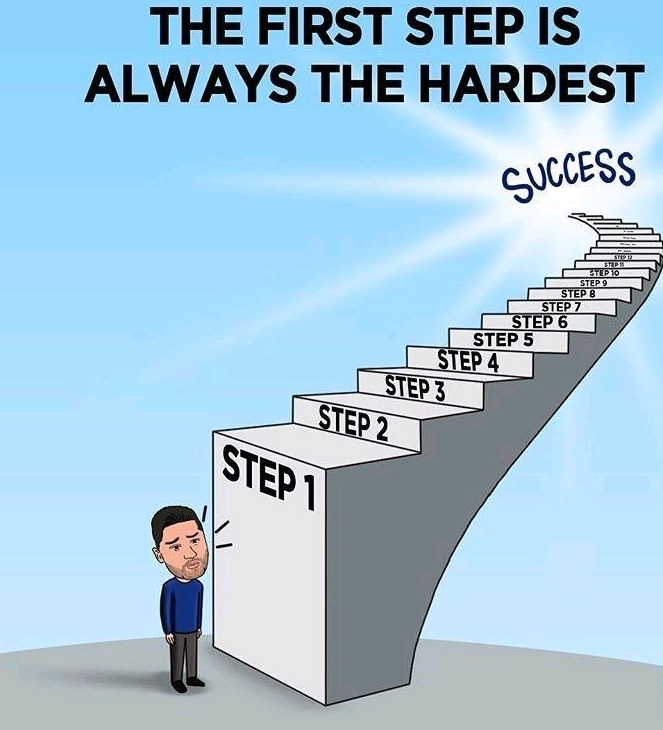 THE FIRST STEP IS
ALWAYS THE HARDEST
SUCCESS
STEP 12
STEP 11
STEP 10
STEP 9
STEP 8
STEP 7
STEP 6
STEP 5
STEP 4
STEP 3
STEP 2
STEP 1